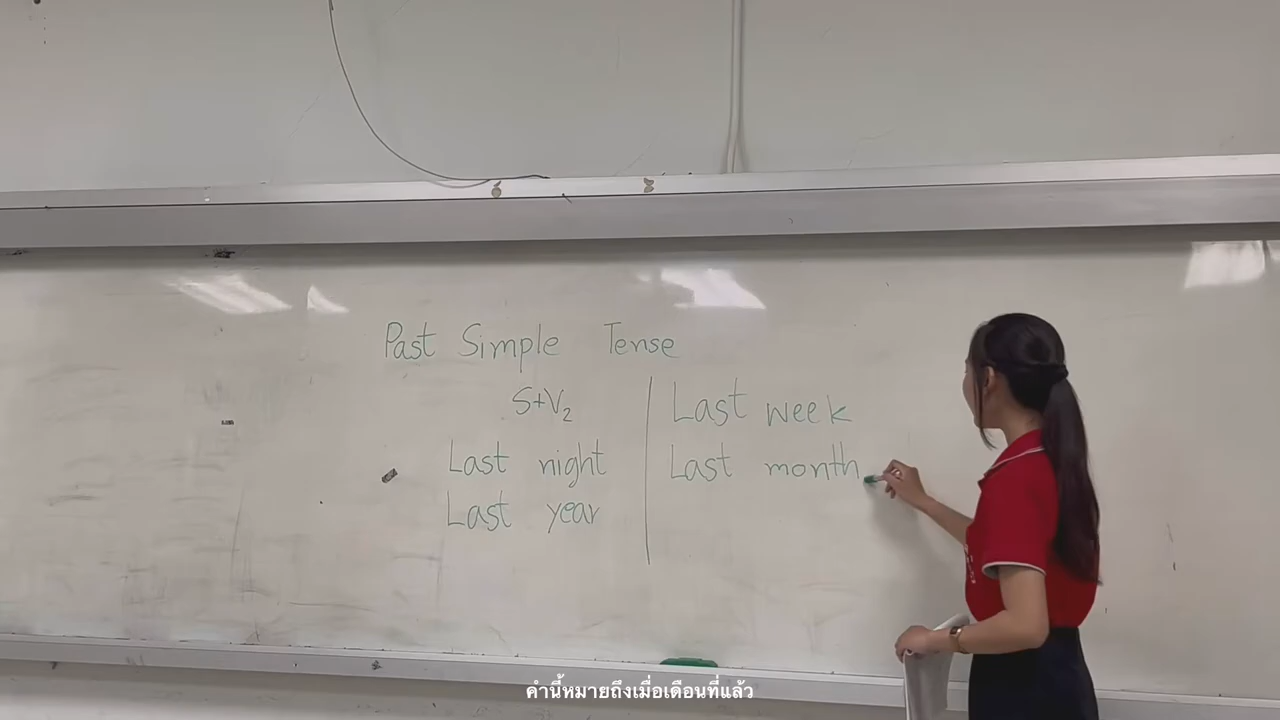 Past Simple Tense
S+V2
Last night
Last year
Last week
Last month
คำนี้หมายถึงเมื่อเดือนที่แล้ว